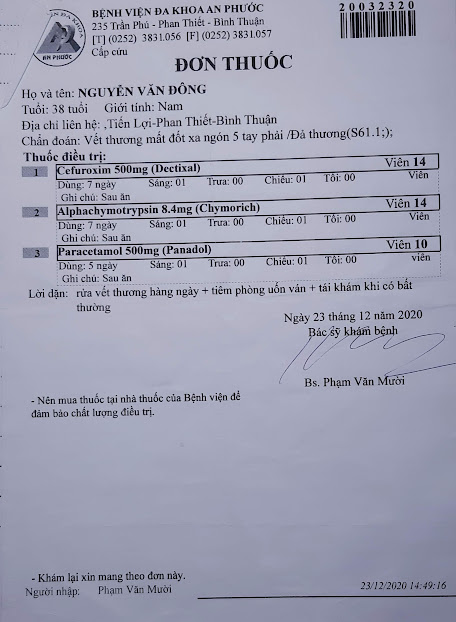 BỆNH VIỆN ĐA KHOA AN PHƯỚC
235 Trần Phú - Phan Thiết - Bình Thuận
[T] (0252) 3831.056 [F] (0252) 3831.057
Cấp cứu
BỆNH VIỆN ĐA KHOA
AN PHƯỚC
20032320
ĐƠN THUỐC
Họ và tên: NGUYỄN VĂN ĐÔNG
Tuổi: 38 tuổi Giới tính: Nam
Địa chỉ liên hệ: ,Tiến Lợi-Phan Thiết-Bình Thuận
Chẩn đoán: Vết thương mất đốt xa ngón 5 tay phải /Đả thương(S61.1;);
Thuốc điều trị:
1 Cefuroxim 500mg (Dectixal) Viên 14
Dùng: 7 ngày Sáng: 01 Trưa: 00 Chiều: 01 Tối: 00 Viên
Ghi chú: Sau ăn
2 Alphachymotrypsin 8.4mg (Chymorich) Viên 14
Dùng: 7 ngày Sáng: 01 Trưa: 00 Chiều: 01 Tối: 00 Viên
Ghi chú: Sau ăn
3 Paracetamol 500mg (Panadol) Viên 10
Dùng: 5 ngày Sáng: 01 Trưa: 00 Chiều: 01 Tối: 00 viên
Ghi chú: Sau ăn
Lời dặn: rửa vết thương hàng ngày + tiêm phòng uốn ván + tái khám khi có bất
thường
Ngày 23 tháng 12 năm 2020
Bác sỹ khám bệnh
Bs. Phạm Văn Mười
- Nên mua thuốc tại nhà thuốc của Bệnh viện để
đảm bảo chất lượng điều trị.
- Khám lại xin mang theo đơn này.
Người nhập: Phạm Văn Mười
23/12/2020 14:49:16